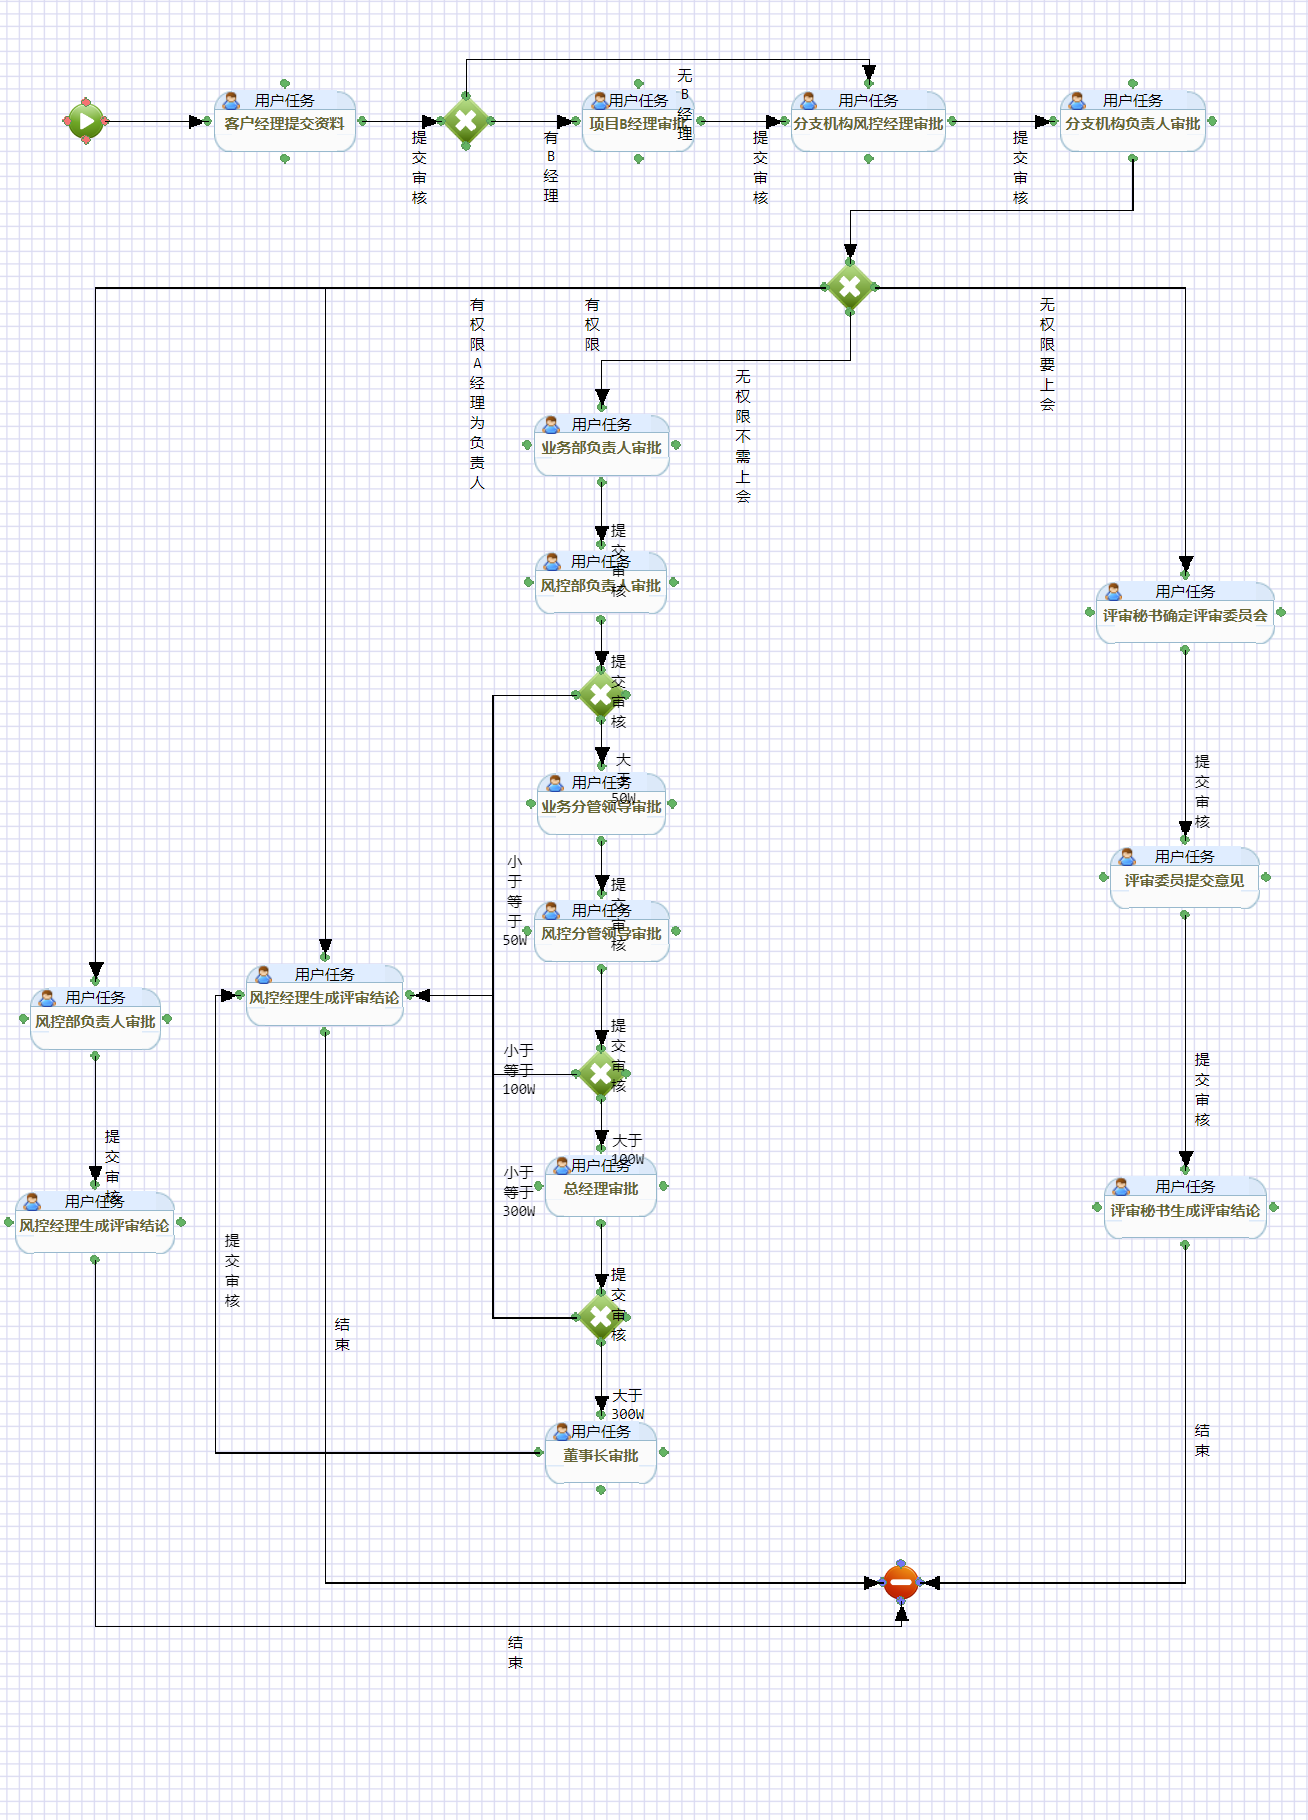 无B经理
用户任务
客户经理提交资料
提交审核
有B经理
用户任务
项目B经理审批
提交审核
用户任务
分支机构风控经理审批
提交审核
用户任务
分支机构负责人审批
有权限A经理为负责人
有权限
无权限不需上会
无权限要上会
用户任务
业务部负责人审批
提交审核
用户任务
风控部负责人审批
提交审核
大于50W
用户任务
业务分管领导审批
小于等于50W
提交审核
用户任务
风控分管领导审批
提交审核
小于等于100W
大于100W
用户任务
总经理审批
小于等于300W
提交审核
大于300W
用户任务
董事长审批
提交审核
用户任务
风控经理生成评审结论
结束
用户任务
风控部负责人审批
提交审核
用户任务
风控经理生成评审结论
结束
用户任务
评审秘书确定评审委员会
提交审核
用户任务
评审委员提交意见
提交审核
用户任务
评审秘书生成评审结论
结束